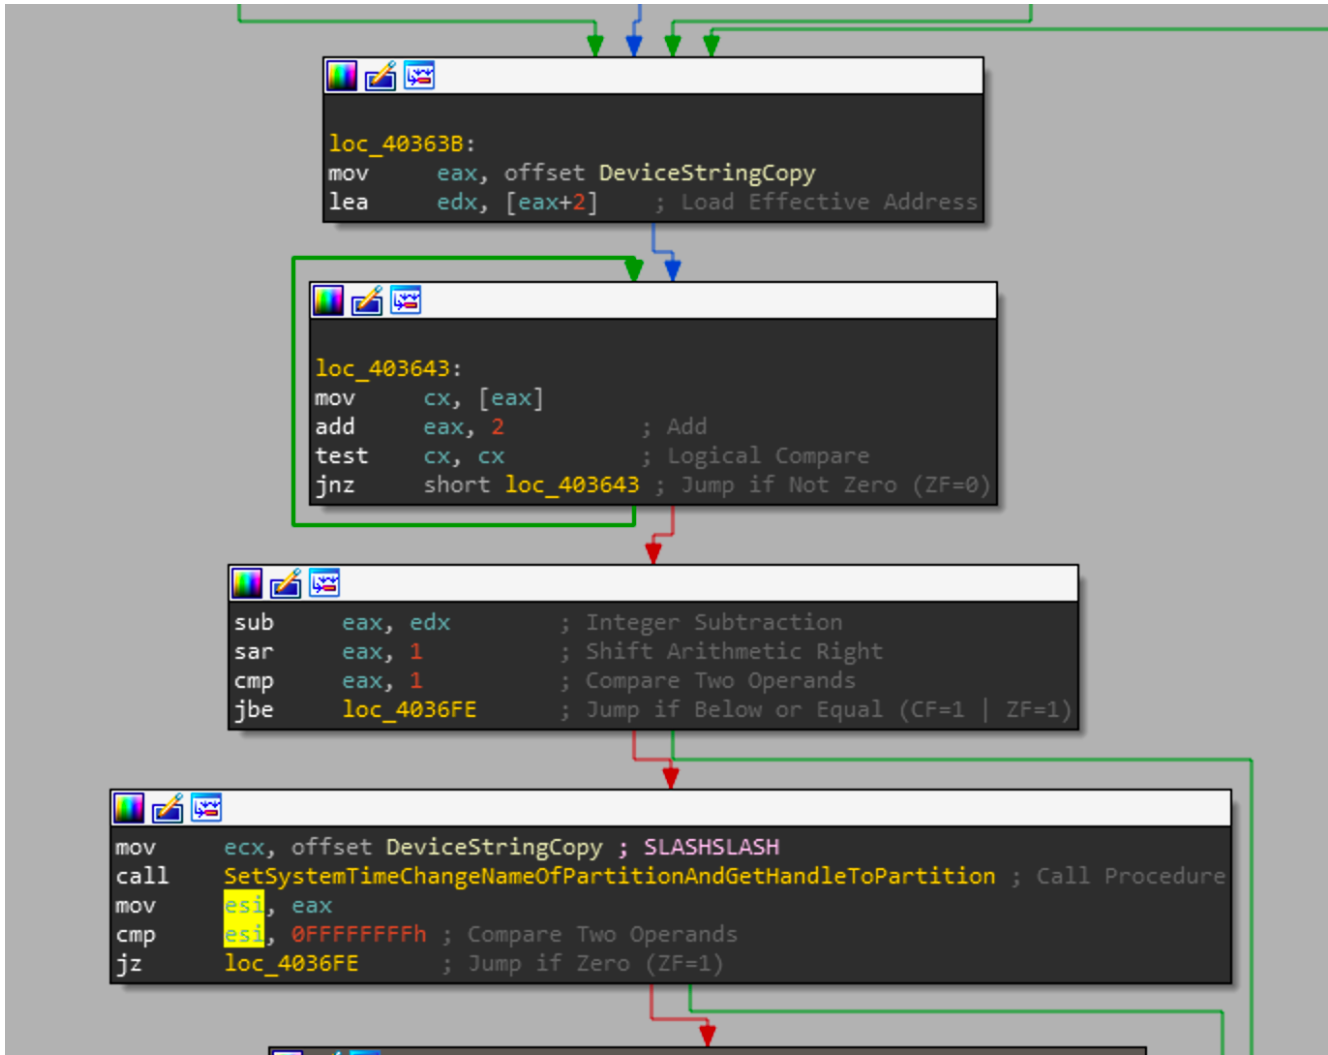 loc_40363B:
mov eax, offset DeviceStringCopy
lea edx, [eax+2] ; Load Effective Address
loc_403643:
mov cx, [eax]
add eax, 2 ; Add
test cx, cx ; Logical Compare
jnz short loc_403643 ; Jump if Not Zero (ZF=0)
sub eax, edx ; Integer Subtraction
sar eax, 1 ; Shift Arithmetic Right
cmp eax, 1 ; Compare Two Operands
jbe loc_4036FE ; Jump if Below or Equal (CF=1 | ZF=1)
mov ecx, offset DeviceStringCopy ; SLASHSLASH
call SetSystemTimeChangeNameOfPartitionAndGetHandleToPartition ; Call Procedure
mov esi, eax
cmp esi, 0FFFFFFFFh ; Compare Two Operands
jz loc_4036FE ; Jump if Zero (ZF=1)